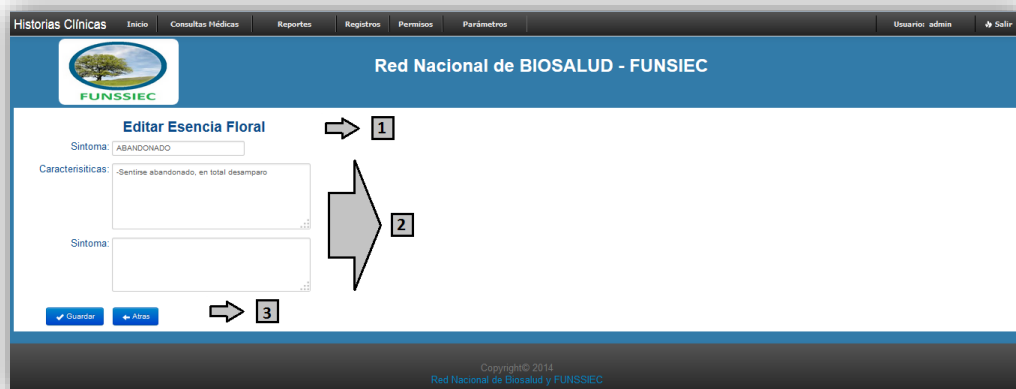 Historias Clínicas Inicio Consultas Médicas Reportes Registros Permisos Parámetros Usuario: admin Salir
FUNSSIEC
Red Nacional de BIOSALUD - FUNSIEC
Editar Esencia Floral 1
Sintoma: ABANDONADO
Caracterisiticas: -Sentirse abandonado, en total desamparo
2
Sintoma:
Guardar Atras 3
Copyright© 2014
Red Nacional de Biosalud y FUNSSIEC